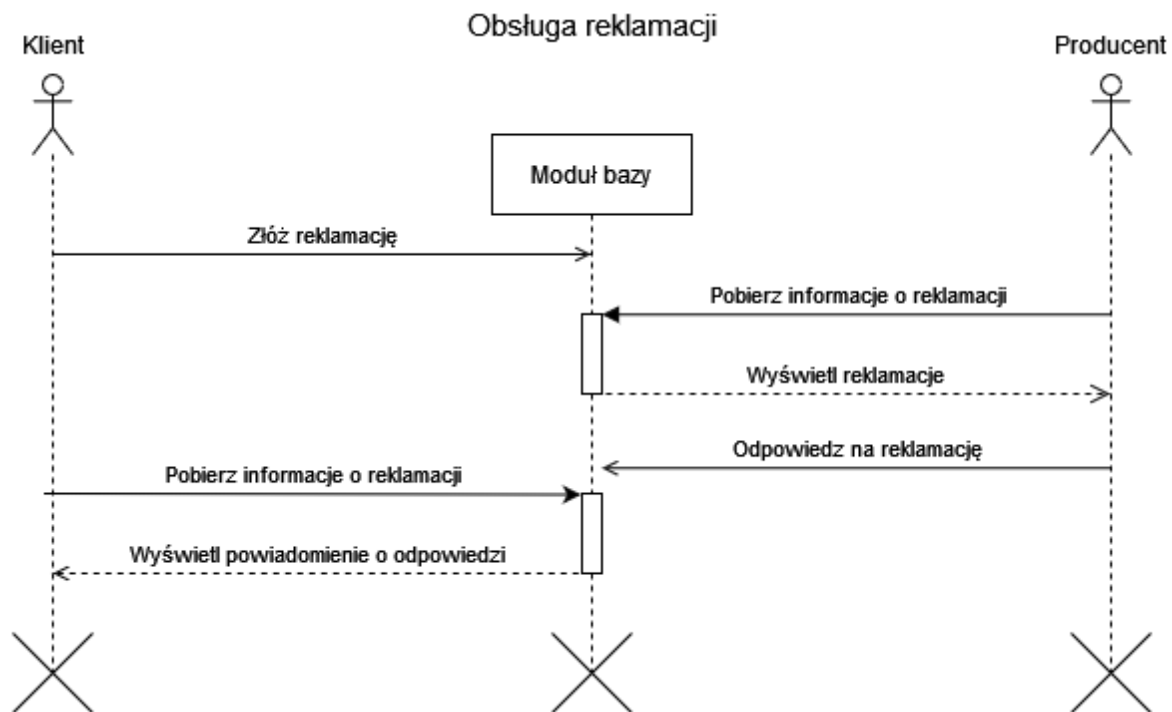 Obsługa reklamacji
Klient
Producent
Moduł bazy
Złóż reklamację
Pobierz informacje o reklamacji
Wyświetl reklamacje
Odpowiedz na reklamację
Pobierz informacje o reklamacji
Wyświetl powiadomienie o odpowiedzi